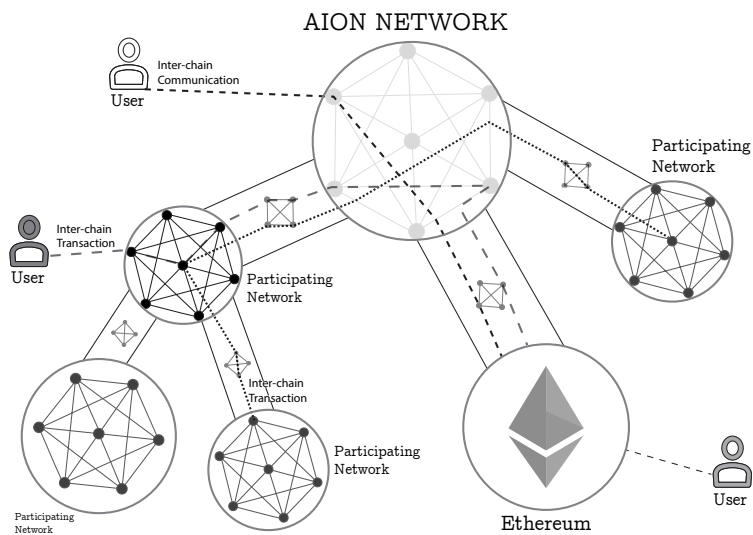 AION NETWORK
Inter-chain
Communication
User
Participating
Network
Inter-chain
Transaction
User
Participating
Network
Inter-chain
Transaction
Participating
Network
Participating
Network
Ethereum
User